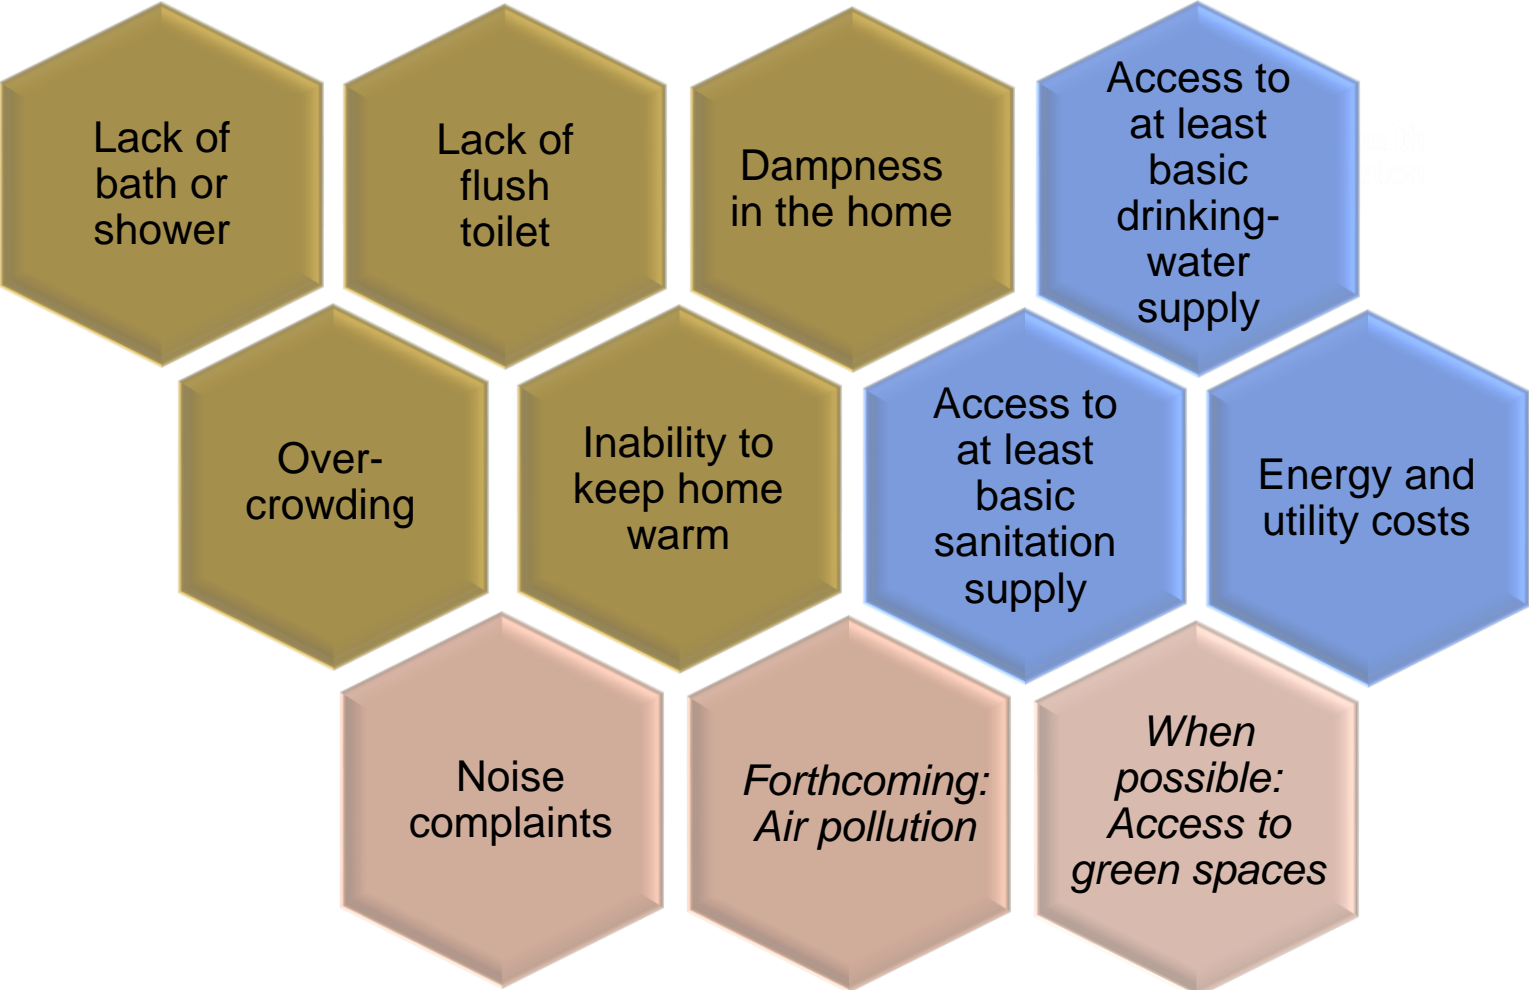 Lack of
bath or
shower
Lack of
flush
toilet
Dampness
in the home
Access to
at least
basic
drinking-
water
supply
Over-
crowding
Inability to
keep home
warm
Access to
at least
basic
sanitation
supply
Energy and
utility costs
Noise
complaints
Forthcoming:
Air pollution
When
possible:
Access to
green spaces